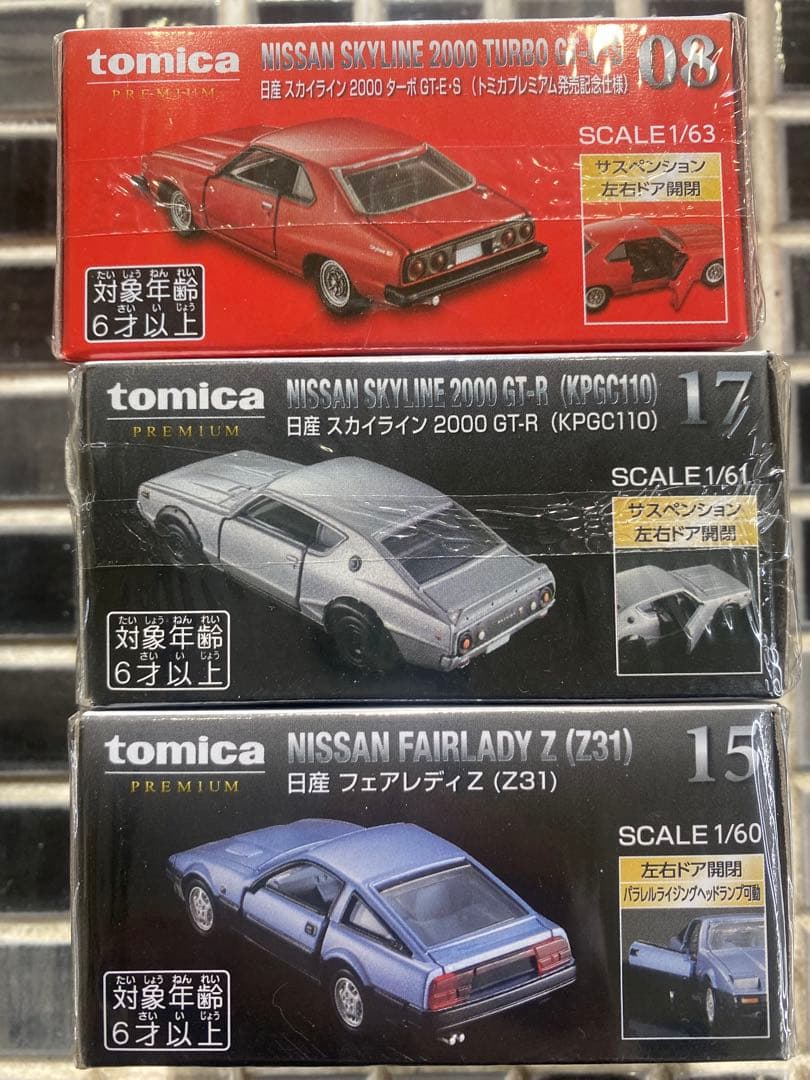 tomica
PREMIUM
NISSAN SKYLINE 2000 TURBO
08
日産 スカイライン 2000 ターボ GT-E・S (トミカプレミアム発売記念仕様)
SCALE 1/63
サスペンション
左右ドア開閉
たい しょう ねん れい
対象年齢
さい い じょう
6才以上
tomica
PREMIUM
NISSAN SKYLINE 2000 GT-R (KPGC110)
17
日産 スカイライン 2000 GT-R (KPGC110)
SCALE 1/61
サスペンション
左右ドア開閉
たい しょう ねん れい
対象年齢
さい い じょう
6才以上
tomica
PREMIUM
NISSAN FAIRLADY Z (Z31)
15
日産 フェアレディZ (Z31)
SCALE 1/60
左右ドア開閉
パラレルライジングヘッドランプ可動
たい しょう ねん れい
対象年齢
さい い じょう
6才以上